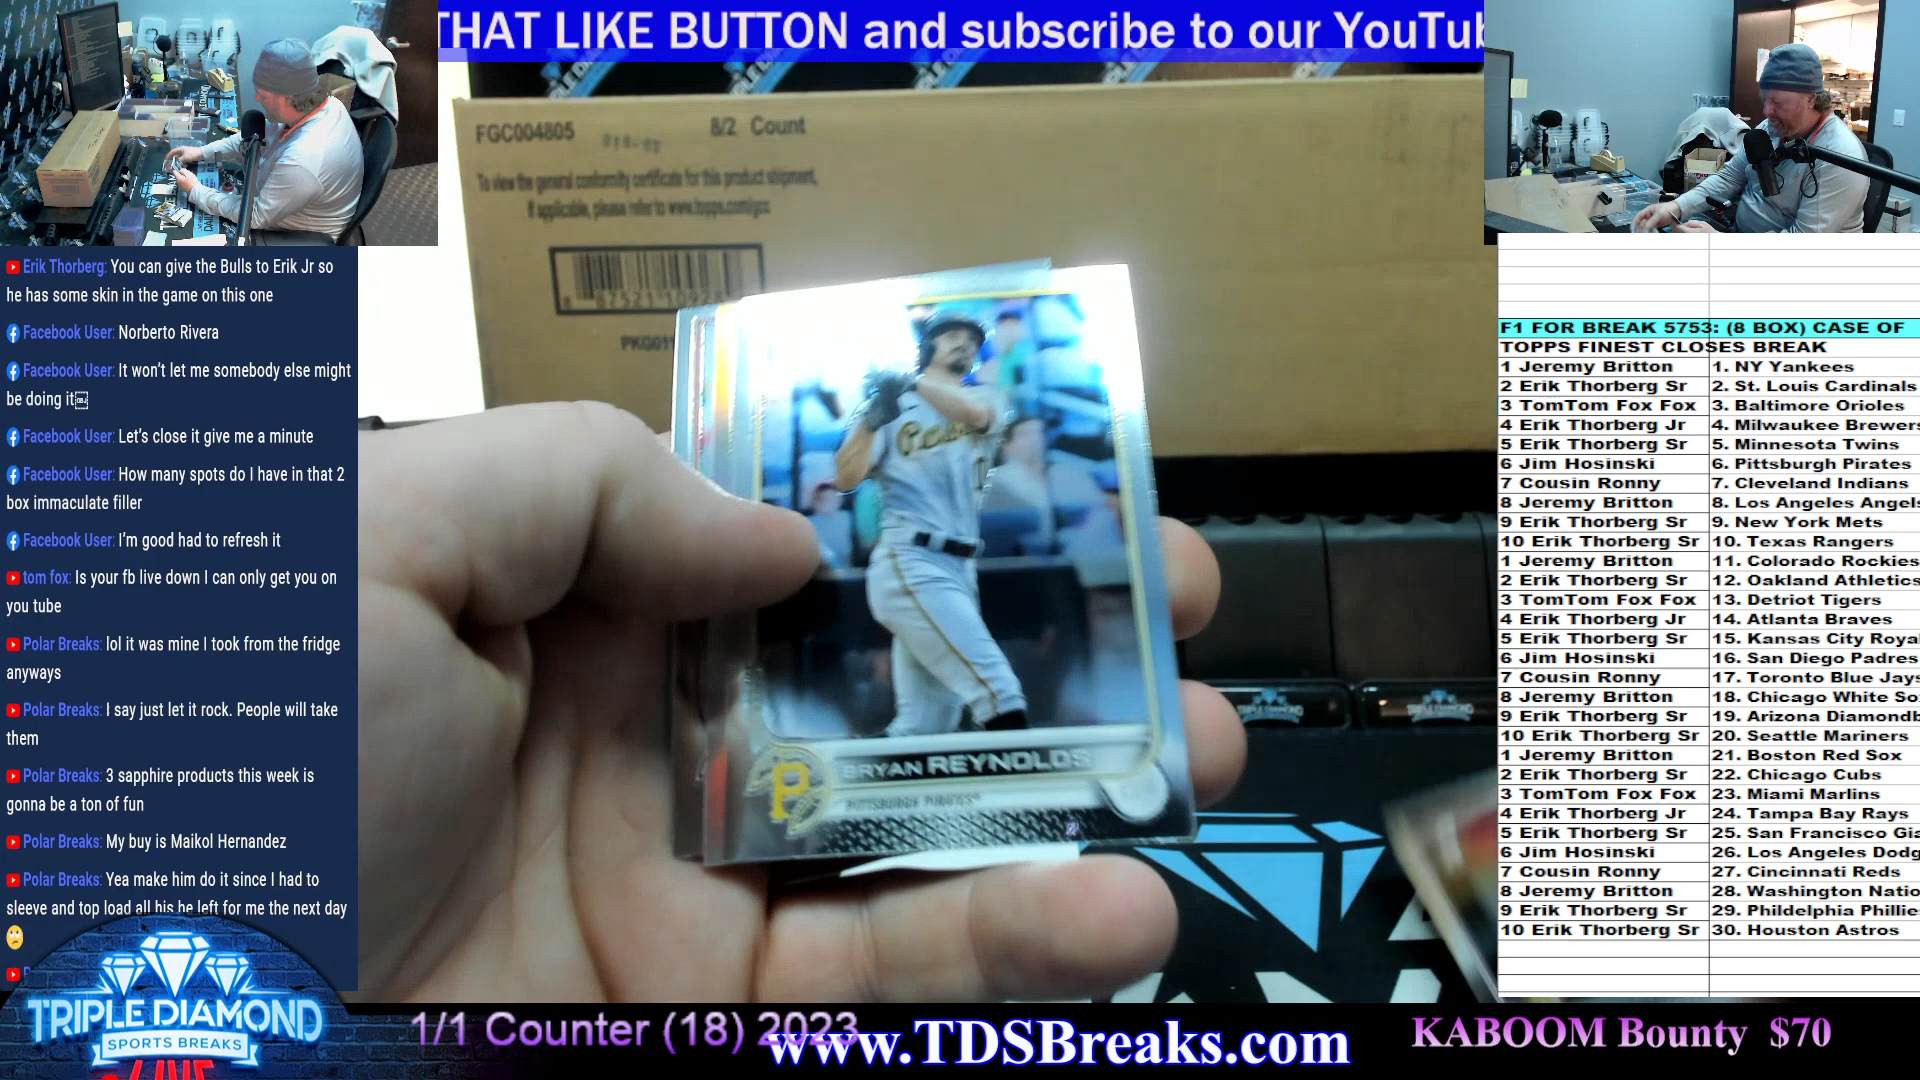 THAT LIKE BUTTON and subscribe to our YouTub
FGC004805
8/2 Count
To view the general conformity certificate for this product shipment,
if applicable, please refer to www.topps.com/gcc
Erik Thorberg: You can give the Bulls to Erik Jr so
he has some skin in the game on this one
Facebook User: Norberto Rivera
Facebook User: It won’t let me somebody else might
be doing it
Facebook User: Let’s close it give me a minute
Facebook User: How many spots do I have in that 2
box immaculate filler
Facebook User: I’m good had to refresh it
tom fox: Is your fb live down I can only get you on
you tube
Polar Breaks: lol it was mine I took from the fridge
anyways
Polar Breaks: I say just let it rock. People will take
them
Polar Breaks: 3 sapphire products this week is
gonna be a ton of fun
Polar Breaks: My buy is Maikol Hernandez
Polar Breaks: Yea make him do it since I had to
sleeve and top load all his he left for me the next day
BRYAN REYNOLDS
PITTSBURGH PIRATES
P
TRIPLE DIAMOND
F1 FOR BREAK 5753: (8 BOX) CASE OF
TOPPS FINEST CLOSES BREAK
1 Jeremy Britton 1. NY Yankees
2 Erik Thorberg Sr 2. St. Louis Cardinals
3 TomTom Fox Fox 3. Baltimore Orioles
4 Erik Thorberg Jr 4. Milwaukee Brewers
5 Erik Thorberg Sr 5. Minnesota Twins
6 Jim Hosinski 6. Pittsburgh Pirates
7 Cousin Ronny 7. Cleveland Indians
8 Jeremy Britton 8. Los Angeles Angels
9 Erik Thorberg Sr 9. New York Mets
10 Erik Thorberg Sr 10. Texas Rangers
1 Jeremy Britton 11. Colorado Rockies
2 Erik Thorberg Sr 12. Oakland Athletics
3 TomTom Fox Fox 13. Detriot Tigers
4 Erik Thorberg Jr 14. Atlanta Braves
5 Erik Thorberg Sr 15. Kansas City Roya
6 Jim Hosinski 16. San Diego Padres
7 Cousin Ronny 17. Toronto Blue Jays
8 Jeremy Britton 18. Chicago White So
9 Erik Thorberg Sr 19. Arizona Diamondb
10 Erik Thorberg Sr 20. Seattle Mariners
1 Jeremy Britton 21. Boston Red Sox
2 Erik Thorberg Sr 22. Chicago Cubs
3 TomTom Fox Fox 23. Miami Marlins
4 Erik Thorberg Jr 24. Tampa Bay Rays
5 Erik Thorberg Sr 25. San Francisco Gia
6 Jim Hosinski 26. Los Angeles Dodg
7 Cousin Ronny 27. Cincinnati Reds
8 Jeremy Britton 28. Washington Natio
9 Erik Thorberg Sr 29. Phildelphia Phillie
10 Erik Thorberg Sr 30. Houston Astros
TRIPLE DIAMOND
SPORTS BREAKS
LIVE
1/1 Counter (18) 2023
www.TDSBreaks.com
KABOOM Bounty $70